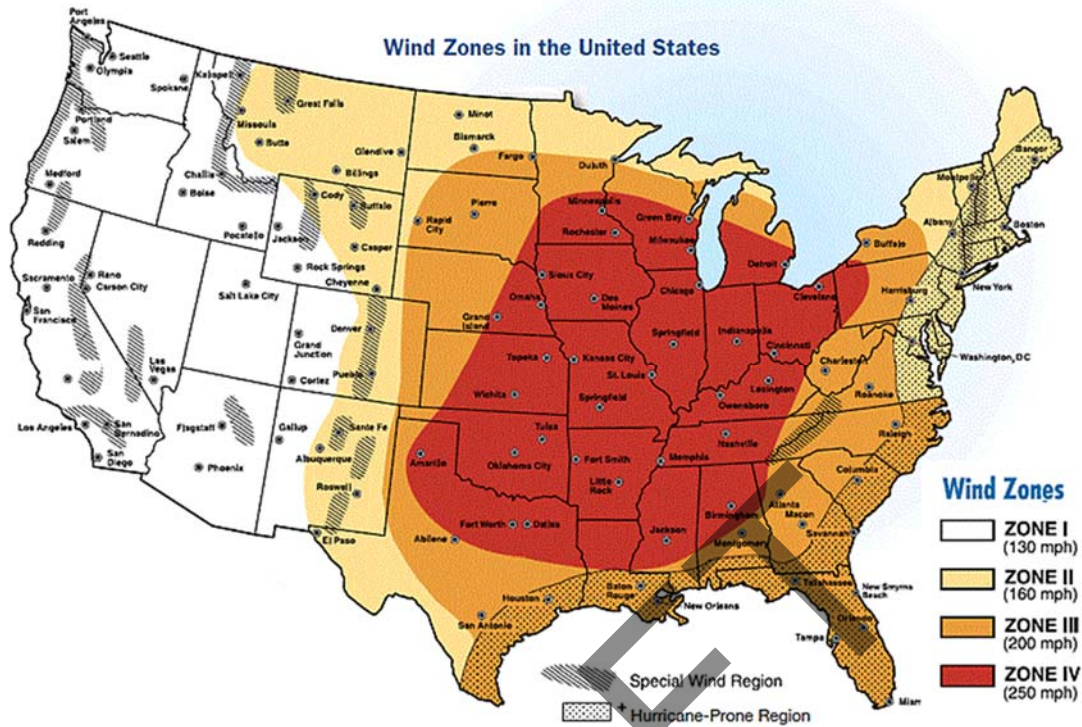 Wind Zones in the United States
Port
Angeles
Seattle
Olympia
Spokane
Kalispell
Great Falls
Missoula
Butte
Glendive
Billings
Minot
Bismarck
Fargo
Duluth
Portland
Salem
Medford
Challis
Boise
Pocatello
Jackson
Cody
Buffalo
Casper
Rock Springs
Cheyenne
Rapid
City
Pierre
Minneapolis
Rochester
Green Bay
Milwaukee
Detroit
Buffalo
Albany
Montpelier
Bangor
Boston
New York
Harrisburg
Washington, DC
Redding
Sacramento
Reno
Carson City
San
Francisco
Salt Lake City
Las
Vegas
Los Angeles
San
Bernadino
San
Diego
Flagstaff
Phoenix
Grand
Junction
Cortez
Denver
Pueblo
Gallup
Sante Fe
Albuquerque
Roswell
El Paso
Sioux City
Omaha
Des
Moines
Grand
Island
Chicago
Cleveland
Springfield
Indianapolis
Cincinnati
Topeka
Kansas City
St. Louis
Wichita
Springfield
Lexington
Owensboro
Charleston
Roanoke
Raleigh
Tulsa
Oklahoma City
Amarillo
Fort Smith
Little
Rock
Memphis
Nashville
Columbia
Atlanta
Macon
Savannah
Birmingham
Montgomery
Jackson
Fort Worth
Dallas
Abilene
Houston
San Antonio
Baton
Rouge
New Orleans
Tallahassee
New Smyrna
Beach
Orlando
Tampa
Miam
Wind Zones
ZONE I
(130 mph)
ZONE II
(160 mph)
ZONE III
(200 mph)
ZONE IV
(250 mph)
Special Wind Region
+ Hurricane-Prone Region